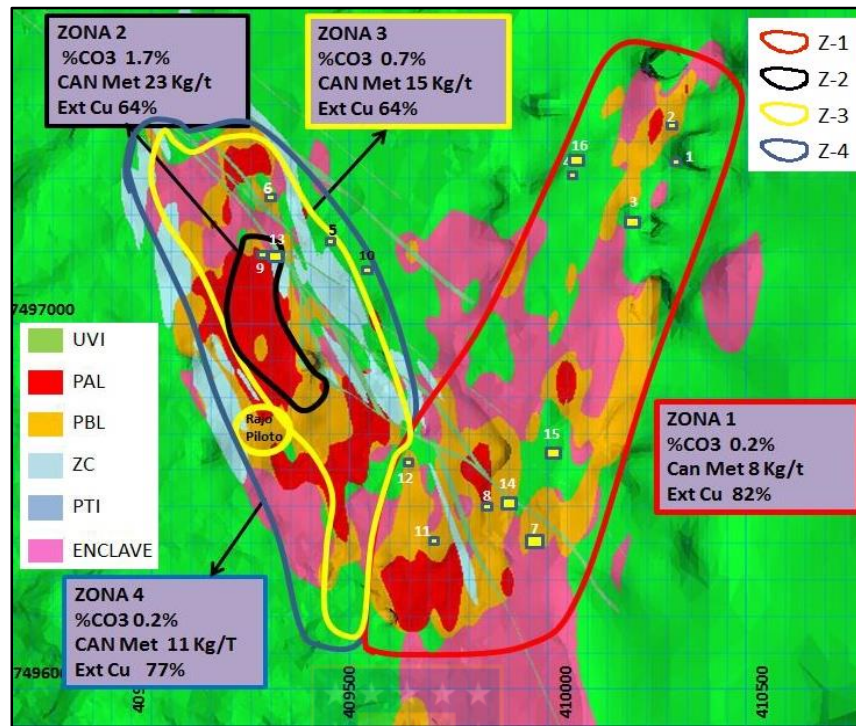 ZONA 2
%CO3 1.7%
CAN Met 23 Kg/t
Ext Cu 64%
ZONA 3
%CO3 0.7%
CAN Met 15 Kg/t
Ext Cu 64%
Z-1
Z-2
Z-3
Z-4
2
16
1
6
3
5
13
9
10
7497000
UVI
PAL
PBL
ZC
PTI
ENCLAVE
Rajo
Piloto
ZONA 1
%CO3 0.2%
Can Met 8 Kg/t
Ext Cu 82%
15
12
14
8
11
7
ZONA 4
%CO3 0.2%
CAN Met 11 Kg/T
Ext Cu 77%
7496000
409500
410000
410500